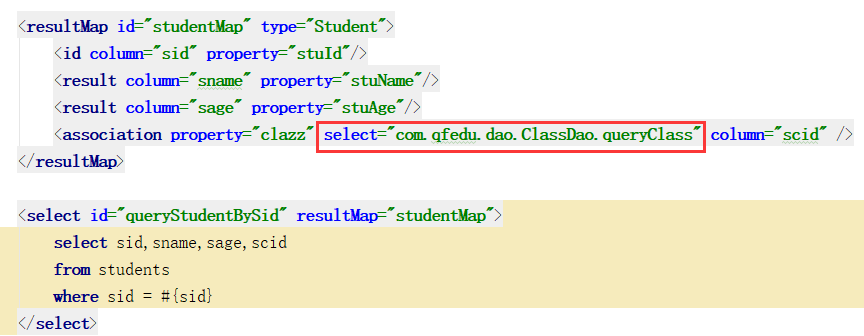 <resultMap id="studentMap" type="Student">
<id column="sid" property="stuId"/>
<result column="sname" property="stuName"/>
<result column="sage" property="stuAge"/>
<association property="clazz" select="com.qfedu.dao.ClassDao.queryClass" column="scid" />
</resultMap>
<select id="queryStudentBySid" resultMap="studentMap">
select sid,sname,sage,scid
from students
where sid = #{sid}
</select>